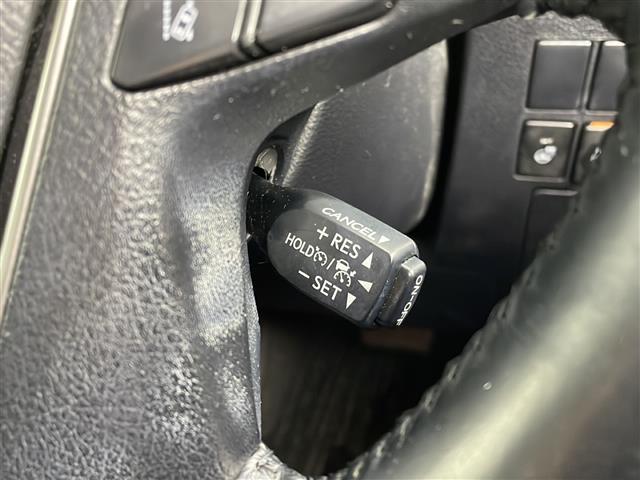 CANCEL▼
+ RES ▲
HOLD / ◀
− SET ▼
ON-OFF